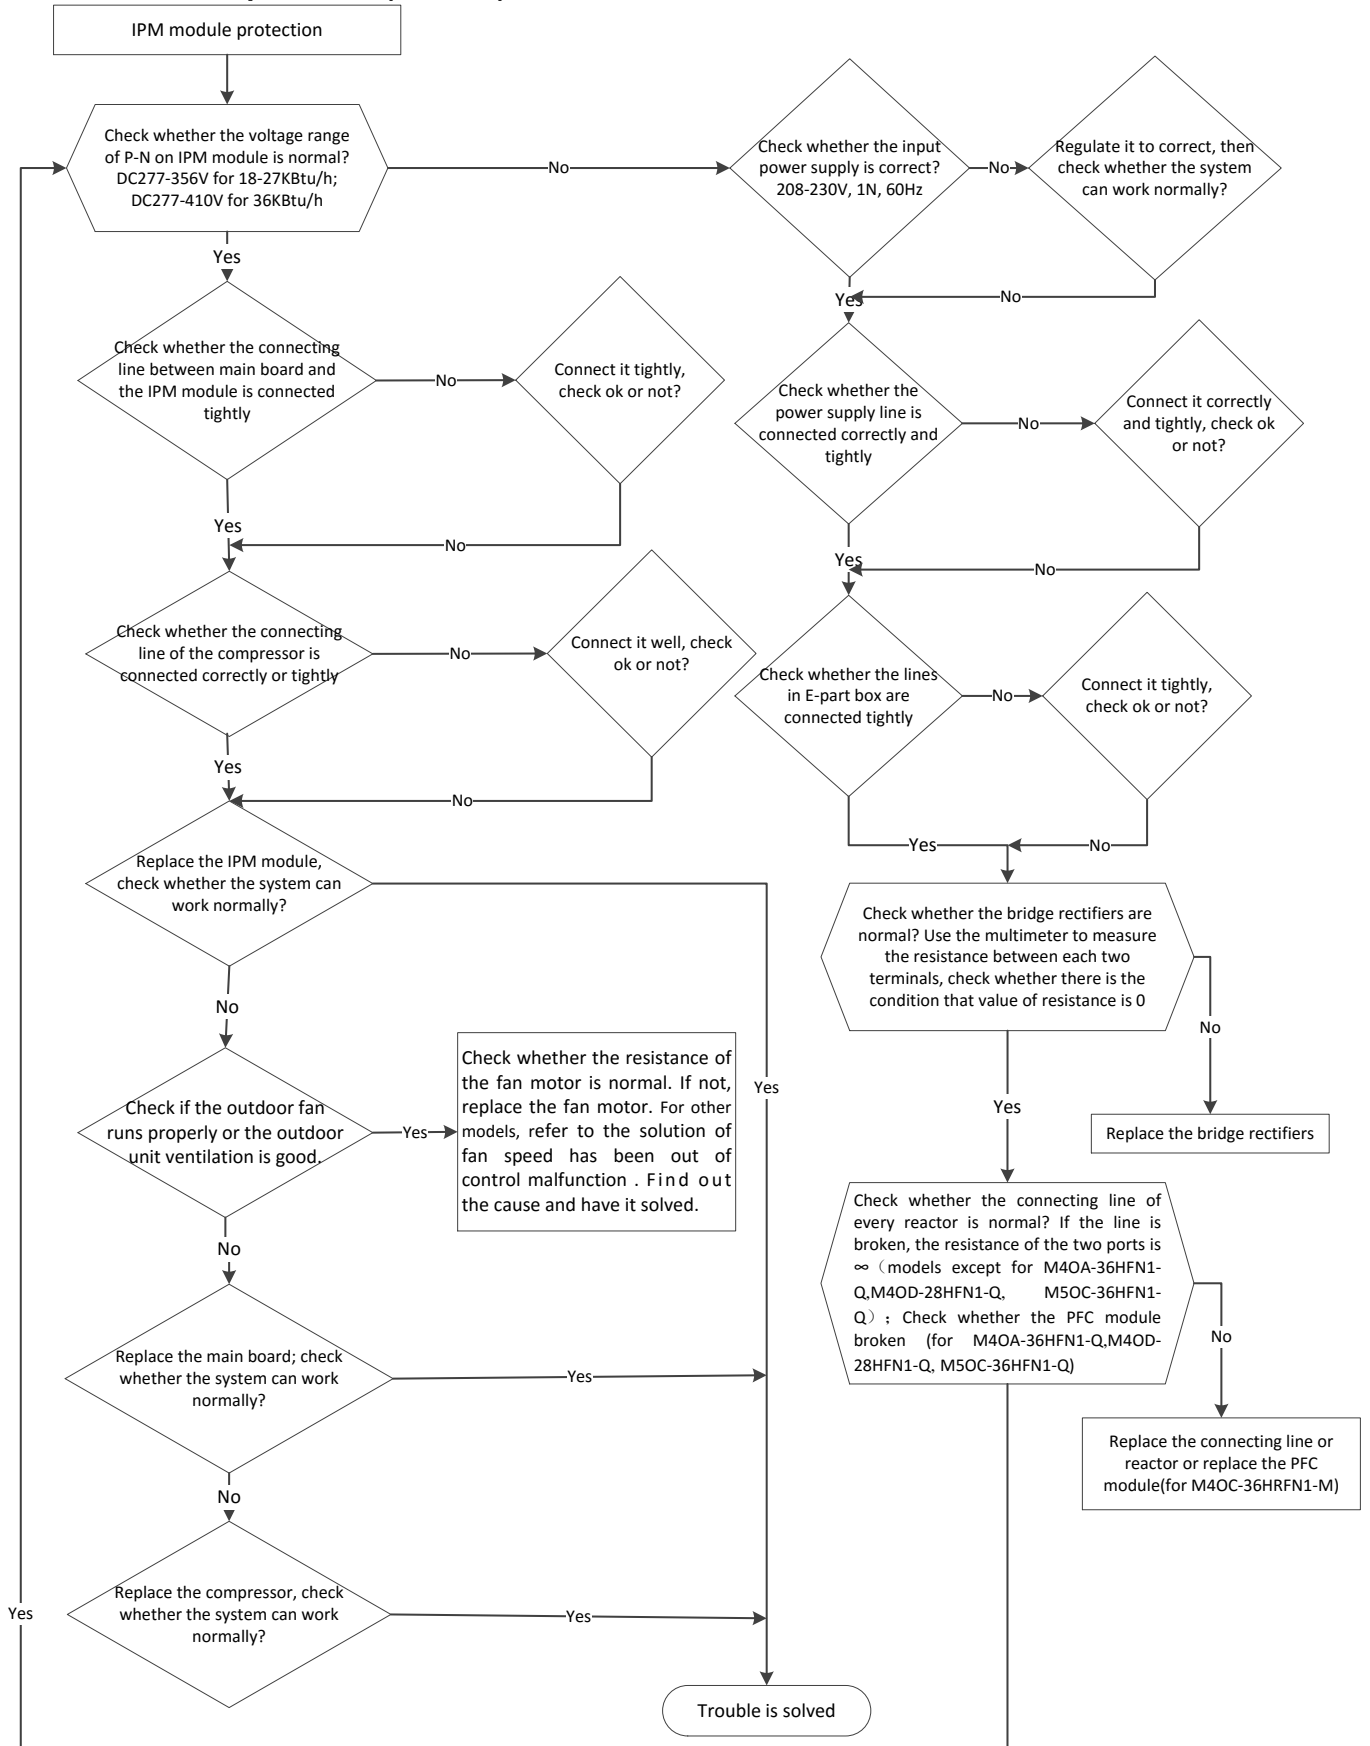 IPM module protection
Check whether the voltage range
of P-N on IPM module is normal?
DC277-356V for 18-27KBtu/h;
DC277-410V for 36KBtu/h
No
Check whether the input
power supply is correct?
208-230V, 1N, 60Hz
No
Regulate it to correct, then
check whether the system
can work normally?
Yes
Yes
No
Check whether the connecting
line between main board and
the IPM module is connected
tightly
No
Connect it tightly,
check ok or not?
Check whether the
power supply line is
connected correctly and
tightly
No
Connect it correctly
and tightly, check ok
or not?
Yes
No
Yes
No
Check whether the connecting
line of the compressor is
connected correctly or tightly
No
Connect it well, check
ok or not?
Check whether the lines
in E-part box are
connected tightly
No
Connect it tightly,
check ok or not?
Yes
No
Yes
No
Replace the IPM module,
check whether the system can
work normally?
Check whether the bridge rectifiers are
normal? Use the multimeter to measure
the resistance between each two
terminals, check whether there is the
condition that value of resistance is 0
No
No
Check if the outdoor fan
runs properly or the outdoor
unit ventilation is good.
Yes
Check whether the resistance of
the fan motor is normal. If not,
replace the fan motor. For other
models, refer to the solution of
fan speed has been out of
control malfunction . Find out
the cause and have it solved.
Yes
Yes
Replace the bridge rectifiers
No
Check whether the connecting line of
every reactor is normal? If the line is
broken, the resistance of the two ports is
∞（models except for M4OA-36HFN1-
Q,M4OD-28HFN1-Q, M5OC-36HFN1-
Q）；Check whether the PFC module
broken (for M4OA-36HFN1-Q,M4OD-
28HFN1-Q, M5OC-36HFN1-Q)
No
Replace the main board; check
whether the system can work
normally?
Yes
Replace the connecting line or
reactor or replace the PFC
module(for M4OC-36HRFN1-M)
No
Replace the compressor, check
whether the system can work
normally?
Yes
Yes
Trouble is solved